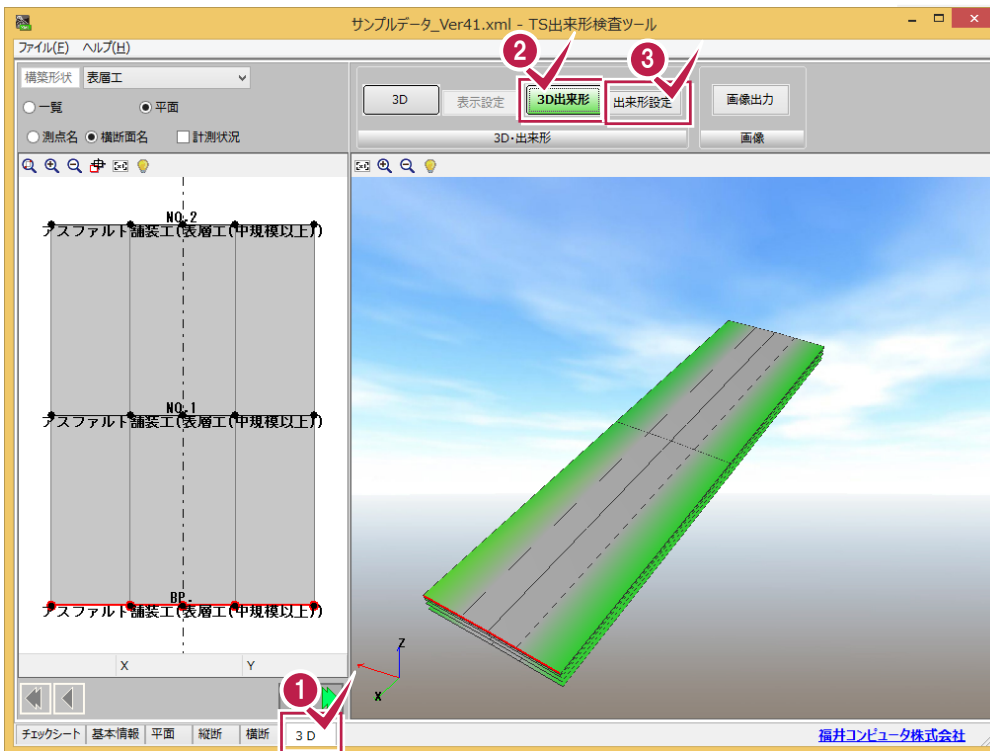 サンプルデータ_Ver41.xml - TS出来形検査ツール
ファイル(F) ヘルプ(H)
構築形状 表層工
一覧 平面
測点名 横断面名 計測状況
2
3
3D 表示設定 3D出来形 出来形設定 画像出力
3D・出来形 画像
NO.2
アスファルト舗装工(表層工(中規模以上))
NO.1
アスファルト舗装工(表層工(中規模以上))
BP.
アスファルト舗装工(表層工(中規模以上))
X Y
Z
X
1
チェックシート 基本情報 平面 縦断 横断 3D
福井コンピュータ株式会社